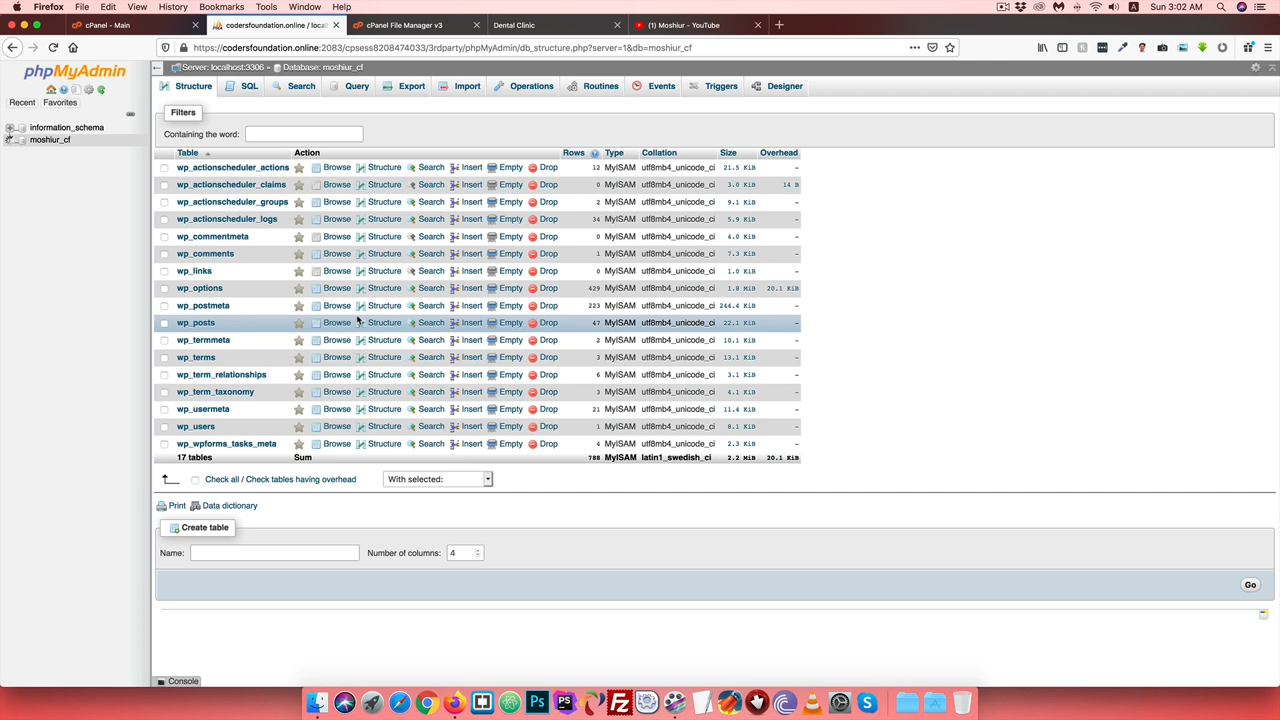 Firefox File Edit View History Bookmarks Tools Window Help Sun 3:02 AM
cPanel - Main codersfoundation.online / local cPanel File Manager v3 Dental Clinic (1) Moshiur - YouTube
https://codersfoundation.online:2083/cpsess8208474033/3rdparty/phpMyAdmin/db_structure.php?server=1&db=moshiur_cf
phpMyAdmin
Recent Favorites
information_schema
moshiur_cf
Server: localhost:3306 » Database: moshiur_cf
Structure SQL Search Query Export Import Operations Routines Events Triggers Designer
Filters
Containing the word:
Table Action Rows Type Collation Size Overhead
wp_actionscheduler_actions Browse Structure Search Insert Empty Drop 12 MyISAM utf8mb4_unicode_ci 21.5 KiB -
wp_actionscheduler_claims Browse Structure Search Insert Empty Drop 0 MyISAM utf8mb4_unicode_ci 3.0 KiB 14 B
wp_actionscheduler_groups Browse Structure Search Insert Empty Drop 2 MyISAM utf8mb4_unicode_ci 9.1 KiB -
wp_actionscheduler_logs Browse Structure Search Insert Empty Drop 34 MyISAM utf8mb4_unicode_ci 5.9 KiB -
wp_commentmeta Browse Structure Search Insert Empty Drop 0 MyISAM utf8mb4_unicode_ci 4.0 KiB -
wp_comments Browse Structure Search Insert Empty Drop 1 MyISAM utf8mb4_unicode_ci 7.3 KiB -
wp_links Browse Structure Search Insert Empty Drop 0 MyISAM utf8mb4_unicode_ci 1.0 KiB -
wp_options Browse Structure Search Insert Empty Drop 429 MyISAM utf8mb4_unicode_ci 1.8 MiB 20.1 KiB
wp_postmeta Browse Structure Search Insert Empty Drop 223 MyISAM utf8mb4_unicode_ci 244.4 KiB -
wp_posts Browse Structure Search Insert Empty Drop 47 MyISAM utf8mb4_unicode_ci 22.1 KiB -
wp_termmeta Browse Structure Search Insert Empty Drop 2 MyISAM utf8mb4_unicode_ci 10.1 KiB -
wp_terms Browse Structure Search Insert Empty Drop 3 MyISAM utf8mb4_unicode_ci 13.1 KiB -
wp_term_relationships Browse Structure Search Insert Empty Drop 6 MyISAM utf8mb4_unicode_ci 3.1 KiB -
wp_term_taxonomy Browse Structure Search Insert Empty Drop 3 MyISAM utf8mb4_unicode_ci 4.1 KiB -
wp_usermeta Browse Structure Search Insert Empty Drop 21 MyISAM utf8mb4_unicode_ci 11.4 KiB -
wp_users Browse Structure Search Insert Empty Drop 1 MyISAM utf8mb4_unicode_ci 8.1 KiB -
wp_wpforms_tasks_meta Browse Structure Search Insert Empty Drop 4 MyISAM utf8mb4_unicode_ci 2.3 KiB -
17 tables Sum 788 MyISAM latin1_swedish_ci 2.2 MiB 20.1 KiB
Check all / Check tables having overhead With selected:
Print Data dictionary
Create table
Name: Number of columns: 4
Go
Console